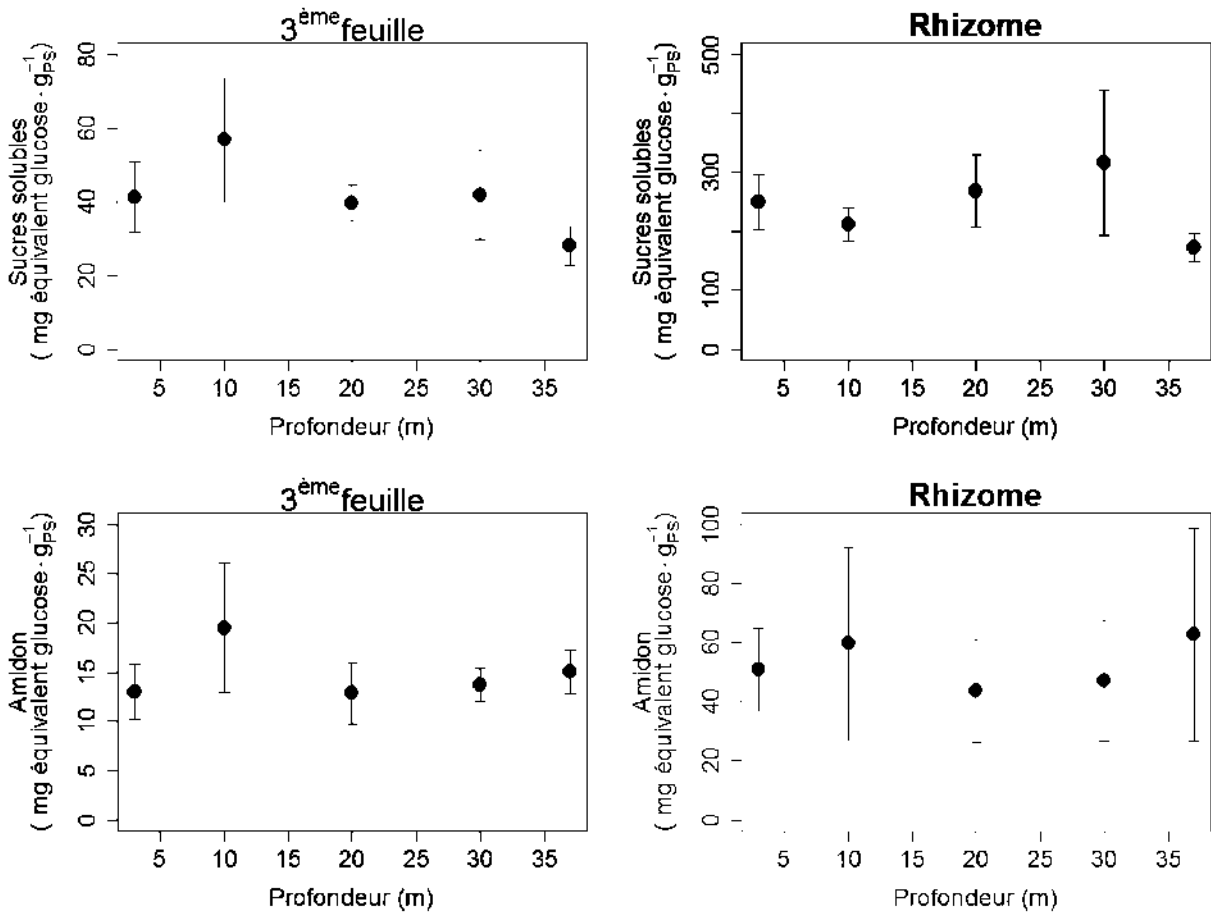 3ème feuille
Sucres solubles
( mg équivalent glucose · g_PS^-1)
80
60
40
20
0
5 10 15 20 25 30 35
Profondeur (m)
Rhizome
Sucres solubles
( mg équivalent glucose · g_PS^-1)
500
300
100
0
5 10 15 20 25 30 35
Profondeur (m)
3ème feuille
Amidon
( mg équivalent glucose · g_PS^-1)
30
25
20
15
10
5
0
5 10 15 20 25 30 35
Profondeur (m)
Rhizome
Amidon
( mg équivalent glucose · g_PS^-1)
100
80
60
40
20
0
5 10 15 20 25 30 35
Profondeur (m)